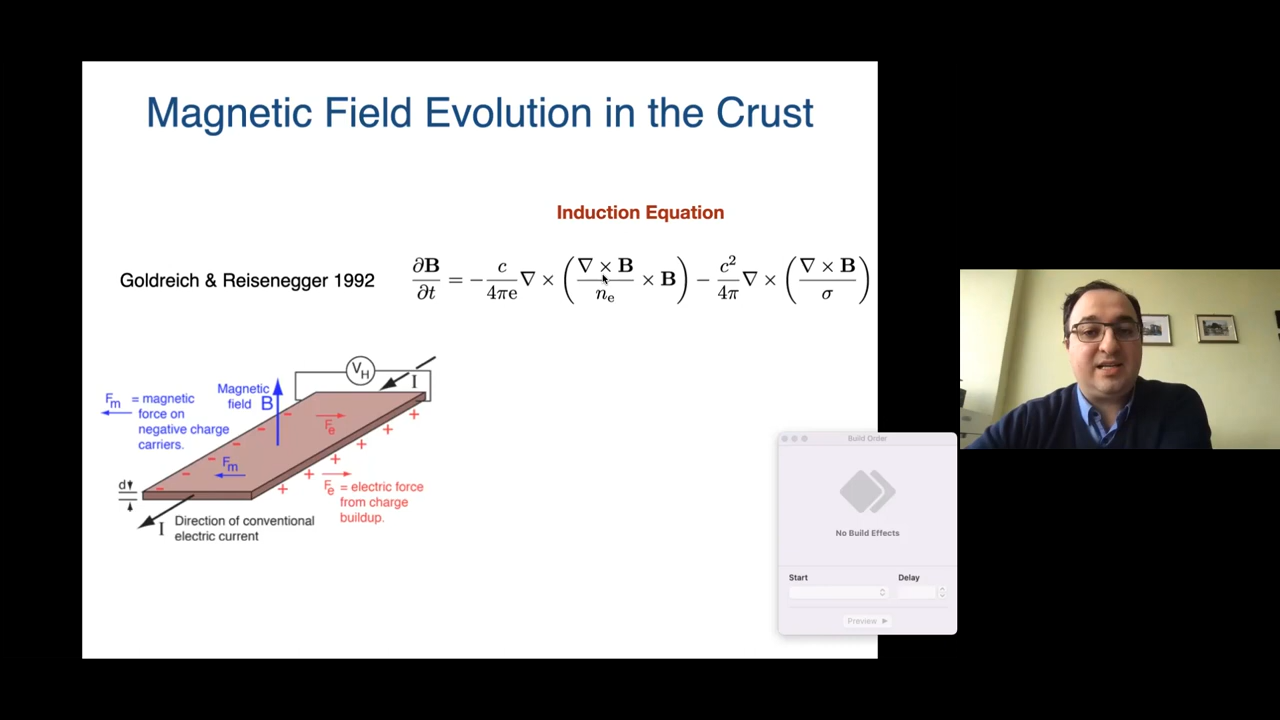 Magnetic Field Evolution in the Crust
Induction Equation
Goldreich & Reisenegger 1992
∂B/∂t = − c/4πe ∇ × (∇ × B/nₑ × B) − c²/4π ∇ × (∇ × B/σ)
V_H
I
Magnetic
field B
F_m = magnetic
force on
negative charge
carriers.
F_e
F_m
F_e = electric force
from charge
buildup.
d
I
Direction of conventional
electric current
Build Order
No Build Effects
Start
Delay
Preview